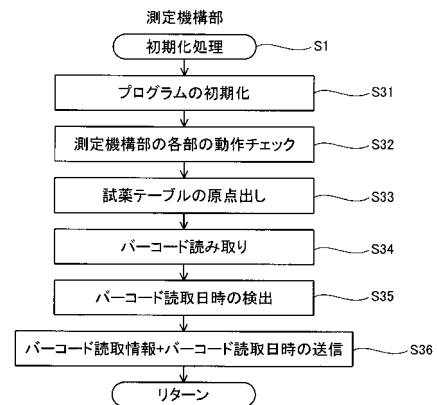 測定機構部
初期化処理
S1
プログラムの初期化
S31
測定機構部の各部の動作チェック
S32
試薬テーブルの原点出し
S33
バーコード読み取り
S34
バーコード読取日時の検出
S35
バーコード読取情報+バーコード読取日時の送信
S36
リターン